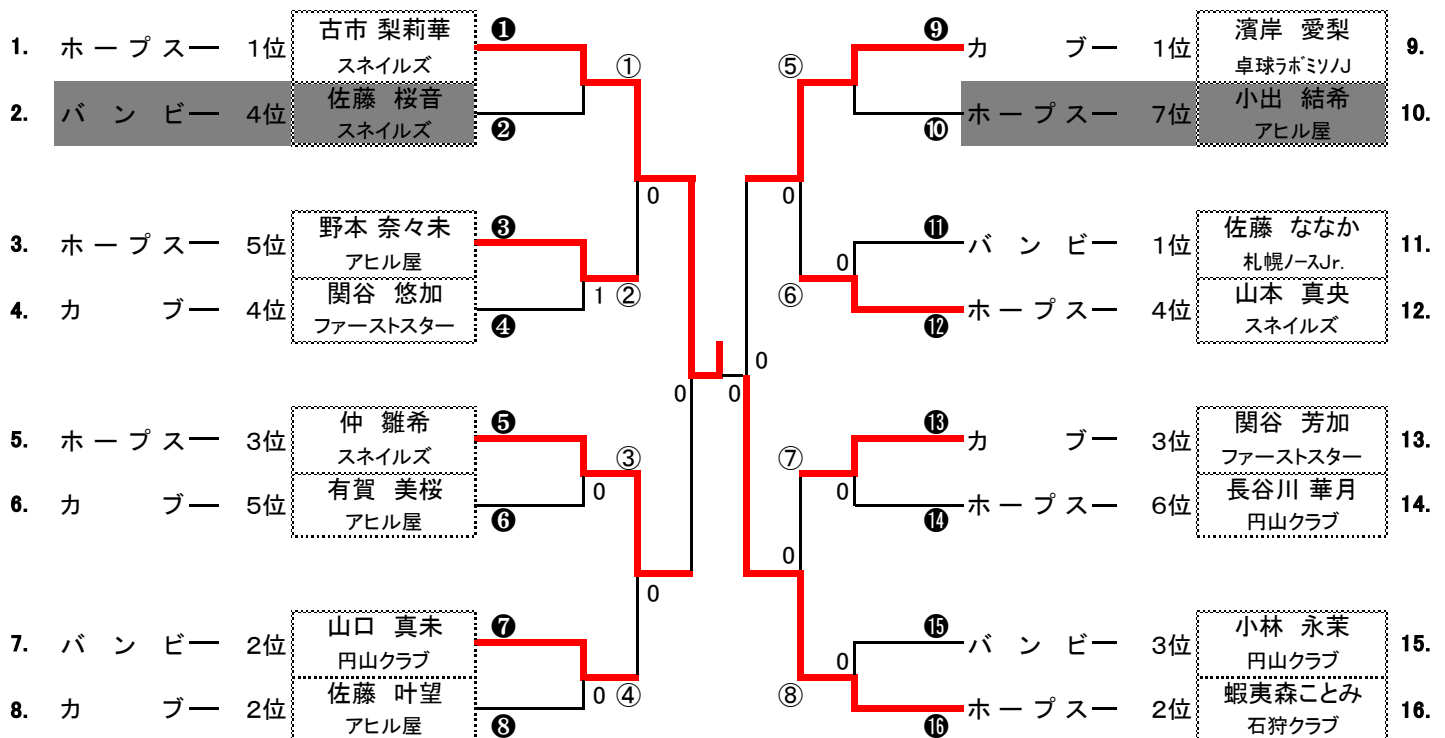 1. ホープス― 1位 古市 梨莉華 ❶
スネイルズ
①
2. バンビ― 4位 佐藤 桜音 ❷
スネイルズ
0
3. ホープス― 5位 野本 奈々未 ❸
アヒル屋
1 ②
4. カブ― 4位 関谷 悠加 ❹
ファーストスター
0
5. ホープス― 3位 仲 雛希 ❺
スネイルズ
③
0
6. カブ― 5位 有賀 美桜 ❻
アヒル屋
0
7. バンビ― 2位 山口 真未 ❼
円山クラブ
0 ④
8. カブ― 2位 佐藤 叶望 ❽
アヒル屋
0
0
❾ カブ― 1位 濱岸 愛梨 9.
卓球ラボミツノJ
⑤
❿ ホープス― 7位 小出 結希 10.
アヒル屋
0
⓫ バンビ― 1位 佐藤 ななか 11.
札幌ノースJr.
0
⑥
⓬ ホープス― 4位 山本 真央 12.
スネイルズ
⓭ カブ― 3位 関谷 芳加 13.
ファーストスター
⑦
0
⓮ ホープス― 6位 長谷川 華月 14.
円山クラブ
0
⓯ バンビ― 3位 小林 永茉 15.
円山クラブ
0
⑧
⓰ ホープス― 2位 蝦夷森ことみ 16.
石狩クラブ